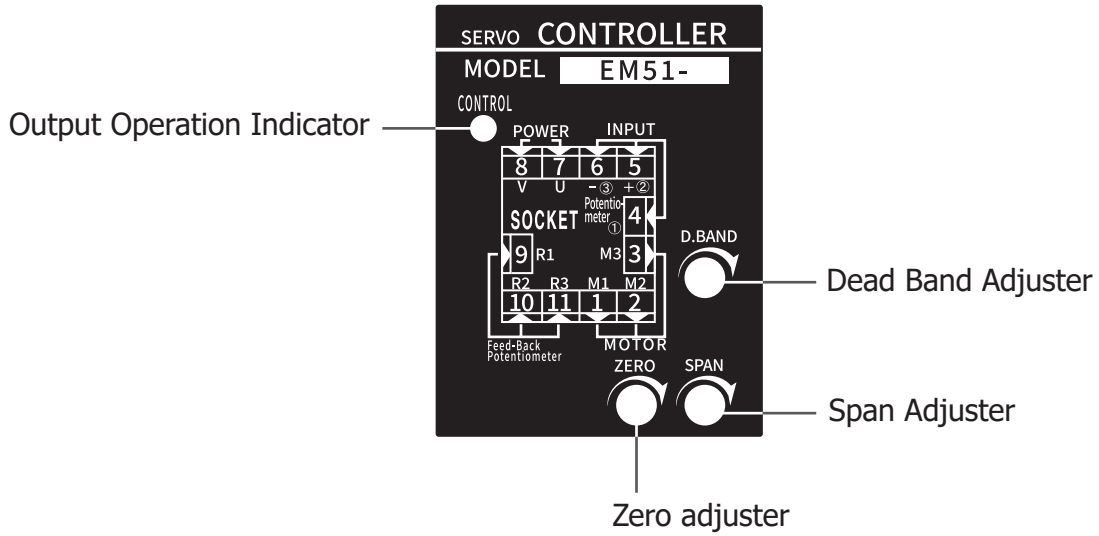 SERVO CONTROLLER
MODEL EM51-
CONTROL
Output Operation Indicator
POWER INPUT
8 7 6 5
V U -③ +②
Potentio-
meter ①
4
SOCKET
D.BAND
9 R1 M3 3
Dead Band Adjuster
R2 R3 M1 M2
10 11 1 2
Feed-Back
Potentiometer
MOTOR
ZERO SPAN
Span Adjuster
Zero adjuster